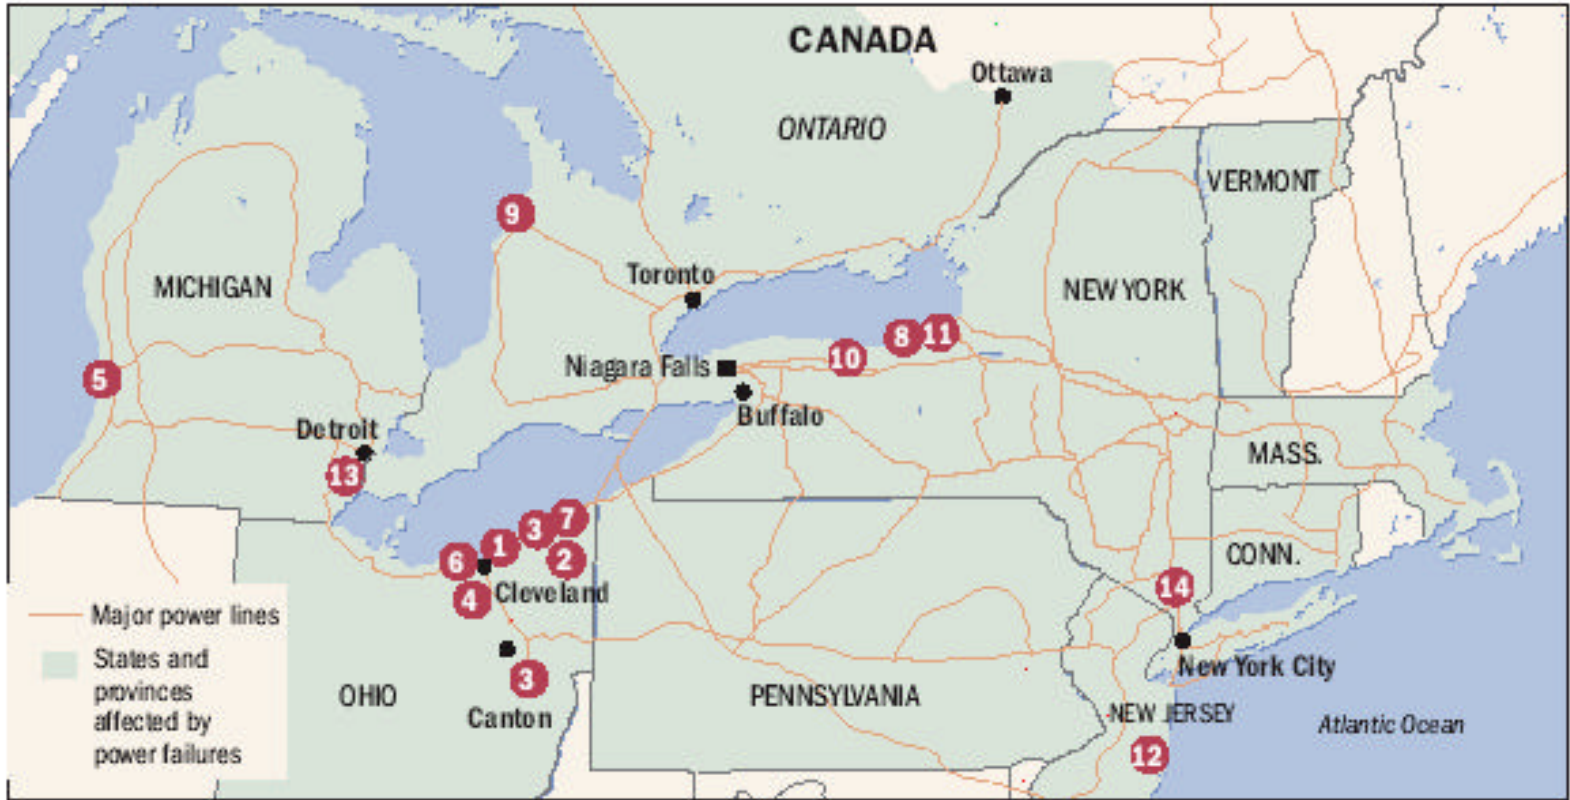 CANADA
Ottawa
ONTARIO
VERMONT
9
Toronto
MICHIGAN
NEW YORK
8
11
10
Niagara Falls
5
Buffalo
Detroit
MASS.
13
7
3
1
6
2
CONN.
Cleveland
4
14
Major power lines
New York City
States and
provinces
affected by
power failures
3
OHIO
PENNSYLVANIA
Canton
NEW JERSEY
Atlantic Ocean
12